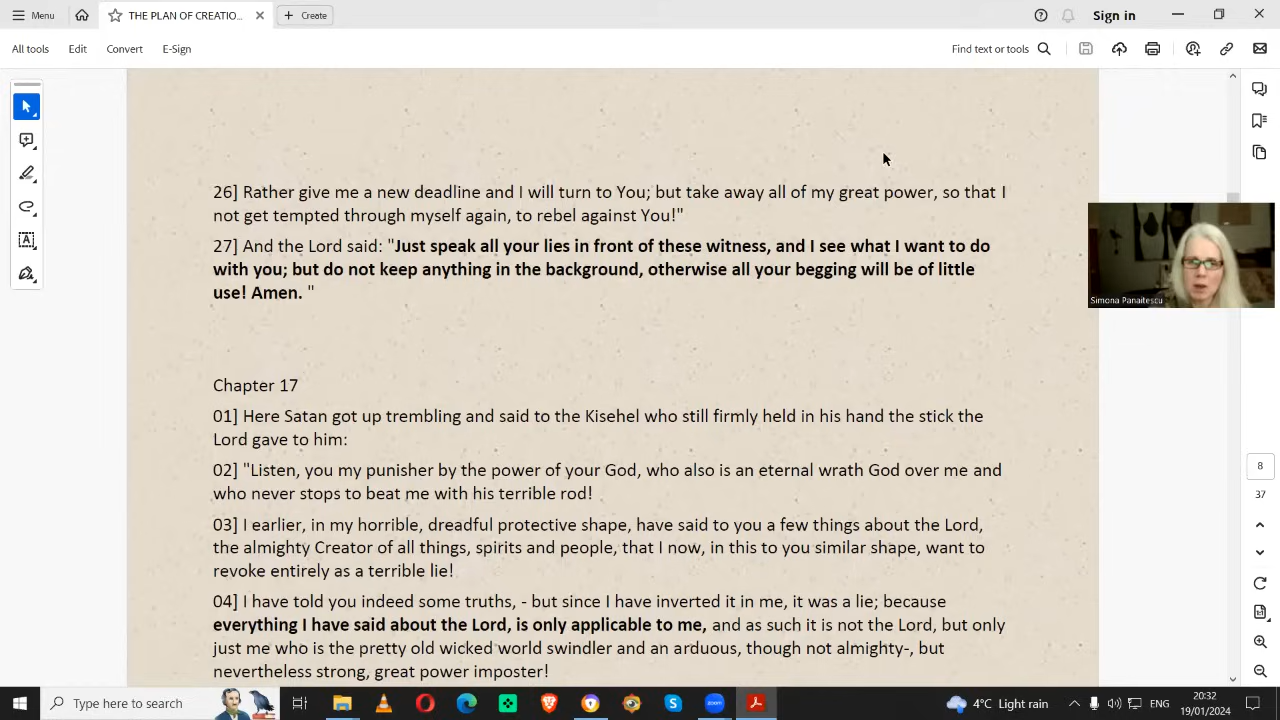 Menu
THE PLAN OF CREATIO...
Create
Sign in
All tools
Edit
Convert
E-Sign
Find text or tools
26] Rather give me a new deadline and I will turn to You; but take away all of my great power, so that I
not get tempted through myself again, to rebel against You!"
27] And the Lord said: "Just speak all your lies in front of these witness, and I see what I want to do
with you; but do not keep anything in the background, otherwise all your begging will be of little
use! Amen. "
Simona Panaitescu
Chapter 17
01] Here Satan got up trembling and said to the Kisehel who still firmly held in his hand the stick the
Lord gave to him:
02] "Listen, you my punisher by the power of your God, who also is an eternal wrath God over me and
who never stops to beat me with his terrible rod!
03] I earlier, in my horrible, dreadful protective shape, have said to you a few things about the Lord,
the almighty Creator of all things, spirits and people, that I now, in this to you similar shape, want to
revoke entirely as a terrible lie!
04] I have told you indeed some truths, - but since I have inverted it in me, it was a lie; because
everything I have said about the Lord, is only applicable to me, and as such it is not the Lord, but only
just me who is the pretty old wicked world swindler and an arduous, though not almighty-, but
nevertheless strong, great power imposter!
8
37
Type here to search
zoom
4°C Light rain
ENG
20:32
19/01/2024